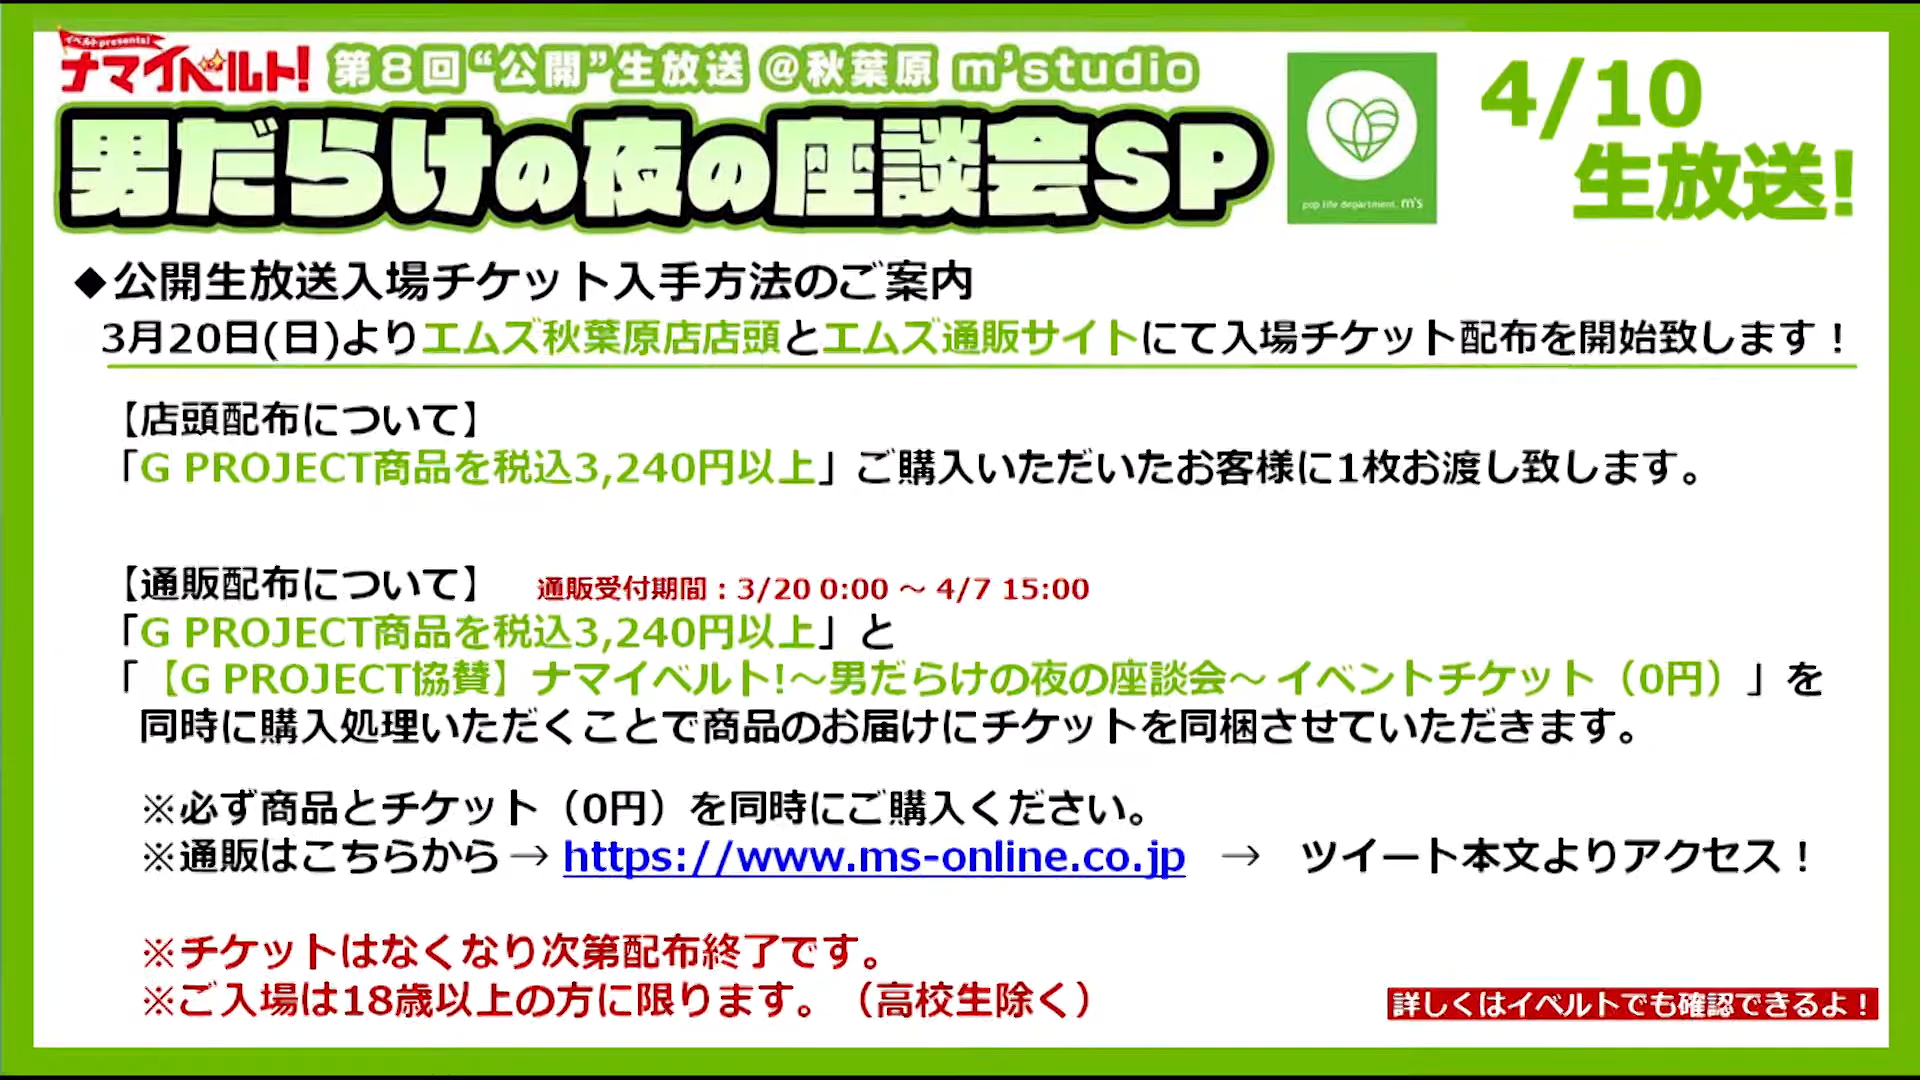 イベルト presents!
ナマイベルト! 第8回“公開”生放送 @秋葉原 m'studio
男だらけの夜の座談会SP
pop life department. m's
4/10
生放送!
◆公開生放送入場チケット入手方法のご案内
3月20日(日)よりエムズ秋葉原店店頭とエムズ通販サイトにて入場チケット配布を開始致します！
【店頭配布について】
「G PROJECT商品を税込3,240円以上」ご購入いただいたお客様に1枚お渡し致します。
【通販配布について】 通販受付期間：3/20 0:00 ～ 4/7 15:00
「G PROJECT商品を税込3,240円以上」と
「【G PROJECT協賛】ナマイベルト!～男だらけの夜の座談会～ イベントチケット（0円）」を
同時に購入処理いただくことで商品のお届けにチケットを同梱させていただきます。
※必ず商品とチケット（0円）を同時にご購入ください。
※通販はこちらから → https://www.ms-online.co.jp → ツイート本文よりアクセス！
※チケットはなくなり次第配布終了です。
※ご入場は18歳以上の方に限ります。（高校生除く）
詳しくはイベルトでも確認できるよ！